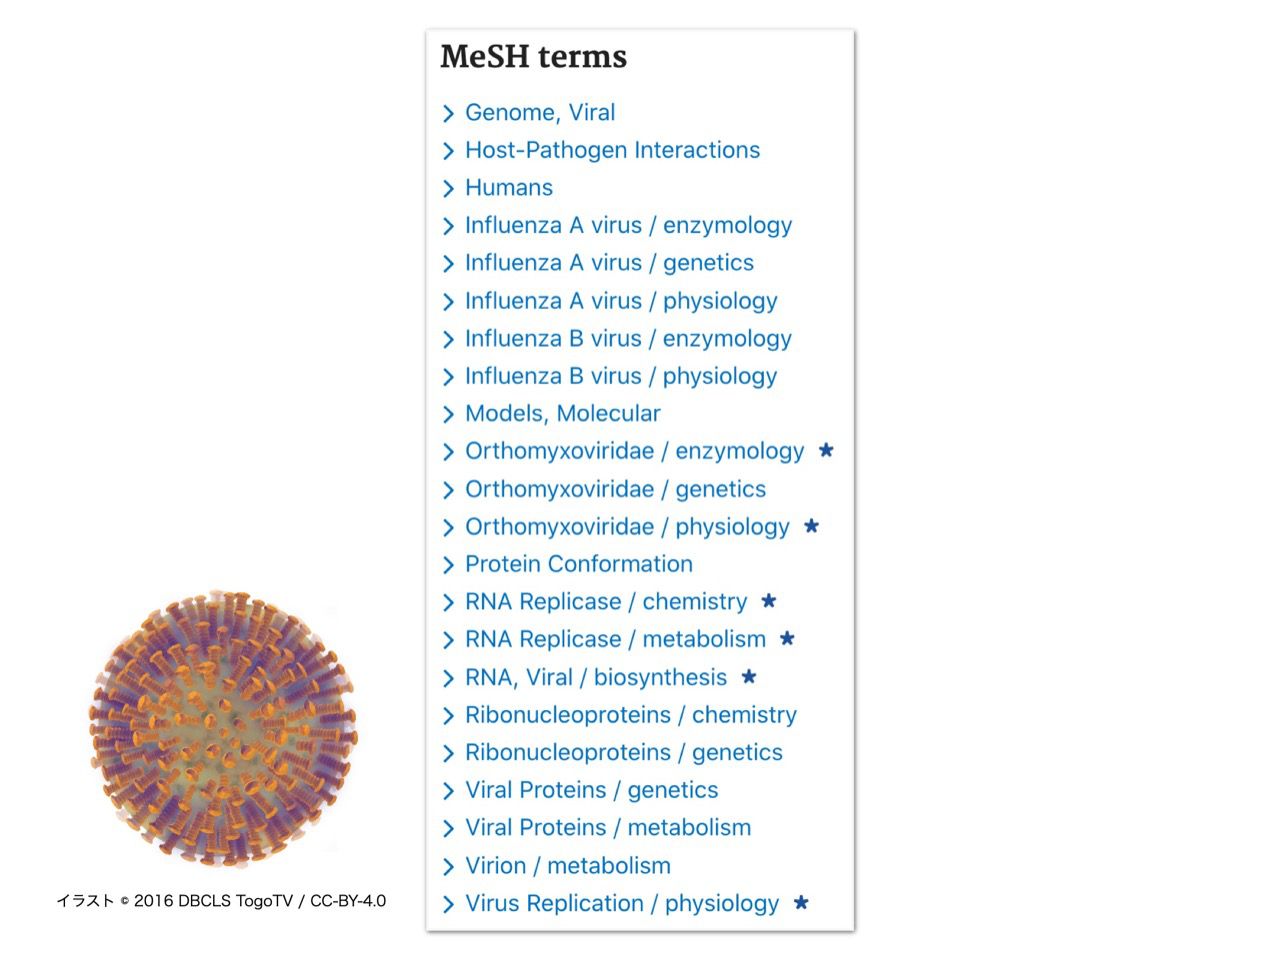 MeSH terms
Genome, Viral
Host-Pathogen Interactions
Humans
Influenza A virus / enzymology
Influenza A virus / genetics
Influenza A virus / physiology
Influenza B virus / enzymology
Influenza B virus / physiology
Models, Molecular
Orthomyxoviridae / enzymology ★
Orthomyxoviridae / genetics
Orthomyxoviridae / physiology ★
Protein Conformation
RNA Replicase / chemistry ★
RNA Replicase / metabolism ★
RNA, Viral / biosynthesis ★
Ribonucleoproteins / chemistry
Ribonucleoproteins / genetics
Viral Proteins / genetics
Viral Proteins / metabolism
Virion / metabolism
Virus Replication / physiology ★
イラスト © 2016 DBCLS TogoTV / CC-BY-4.0